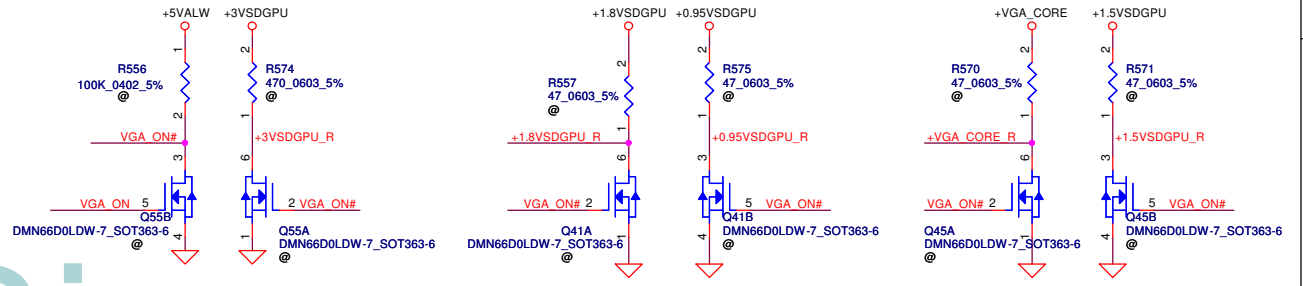 +5VALW +3VSDGPU
1
R556
100K_0402_5%
@
2
2
R574
470_0603_5%
@
1
VGA_ON#
+3VSDGPU_R
3
6
VGA_ON 5
2 VGA_ON#
Q55B
DMN66D0LDW-7_SOT363-6
@
4
1
Q55A
DMN66D0LDW-7_SOT363-6
@
+1.8VSDGPU +0.95VSDGPU
2
R557
47_0603_5%
@
1
2
R575
47_0603_5%
@
1
+1.8VSDGPU_R
+0.95VSDGPU_R
6
3
VGA_ON# 2
5 VGA_ON#
Q41A
DMN66D0LDW-7_SOT363-6
@
1
Q41B
DMN66D0LDW-7_SOT363-6
@
4
+VGA_CORE +1.5VSDGPU
2
R570
47_0603_5%
@
1
2
R571
47_0603_5%
@
1
+VGA_CORE_R
+1.5VSDGPU_R
6
3
VGA_ON# 2
5 VGA_ON#
Q45A
DMN66D0LDW-7_SOT363-6
@
1
Q45B
DMN66D0LDW-7_SOT363-6
@
4